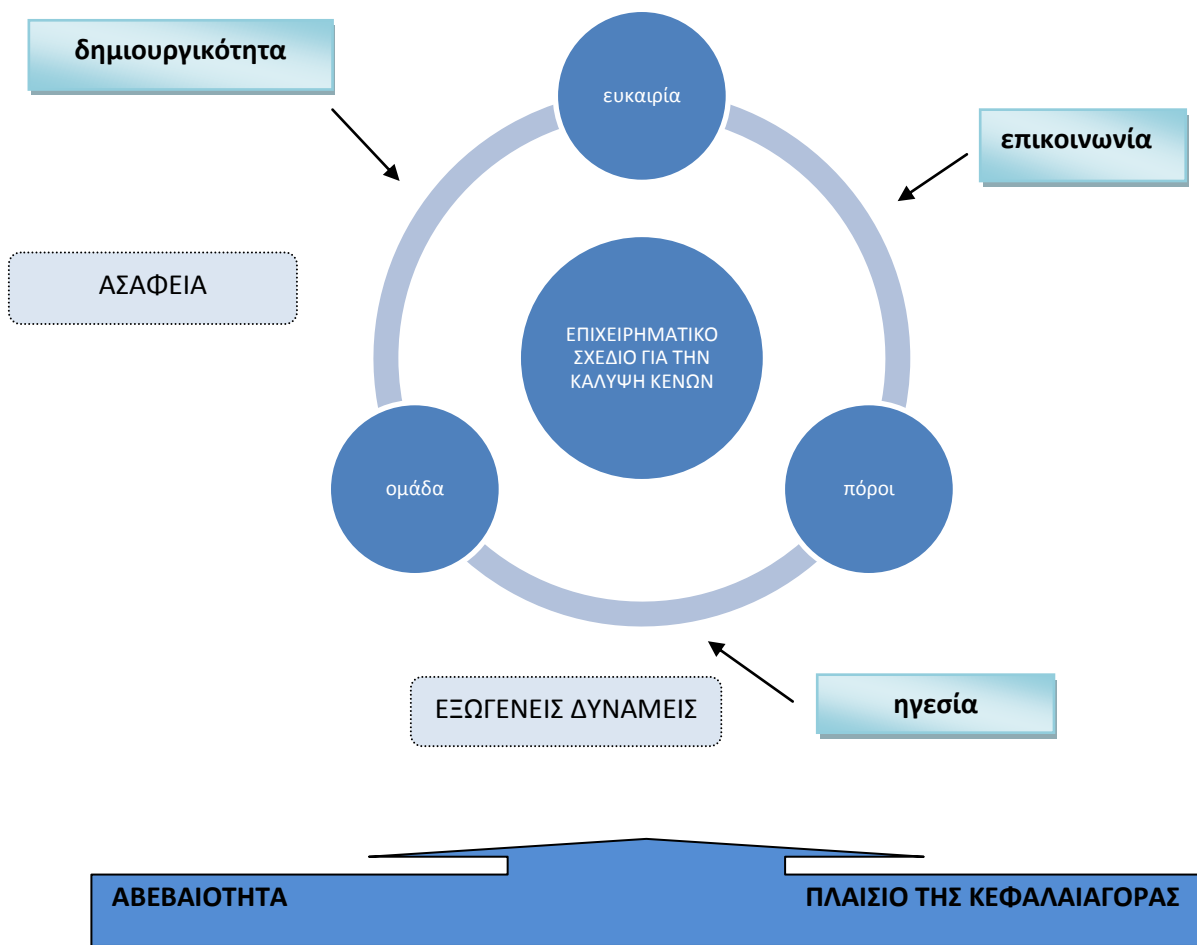 δημιουργικότητα
ευκαιρία
επικοινωνία
ΑΣΑΦΕΙΑ
ΕΠΙΧΕΙΡΗΜΑΤΙΚΟ
ΣΧΕΔΙΟ ΓΙΑ ΤΗΝ
ΚΑΛΥΨΗ ΚΕΝΩΝ
ομάδα
πόροι
ΕΞΩΓΕΝΕΙΣ ΔΥΝΑΜΕΙΣ
ηγεσία
ΑΒΕΒΑΙΟΤΗΤΑ
ΠΛΑΙΣΙΟ ΤΗΣ ΚΕΦΑΛΑΙΑΓΟΡΑΣ